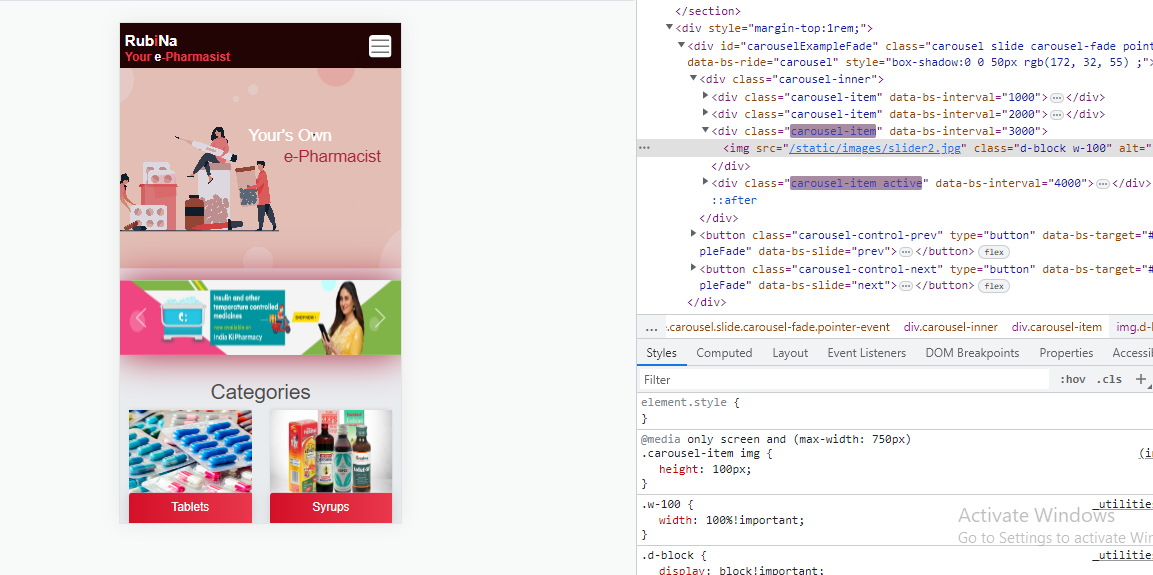 RubiNa
Your e-Pharmasist
Your's Own
e-Pharmacist
Insulin and other
temperature controlled
medicines
now available on
India Ki Pharmacy
Categories
Tablets
Syrups
</section>
<div style="margin-top:1rem;">
<div id="carouselExampleFade" class="carousel slide carousel-fade poin
data-bs-ride="carousel" style="box-shadow:0 0 50px rgb(172, 32, 55) ;">
<div class="carousel-inner">
<div class="carousel-item" data-bs-interval="1000"> … </div>
<div class="carousel-item" data-bs-interval="2000"> … </div>
<div class="carousel-item" data-bs-interval="3000">
… <img src="/static/images/slider2.jpg" class="d-block w-100" alt="
</div>
<div class="carousel-item active" data-bs-interval="4000"> … </div>
::after
</div>
<button class="carousel-control-prev" type="button" data-bs-target="#
pleFade" data-bs-slide="prev"> … </button> flex
<button class="carousel-control-next" type="button" data-bs-target="#
pleFade" data-bs-slide="next"> … </button> flex
</div>
… .carousel.slide.carousel-fade.pointer-event div.carousel-inner div.carousel-item img.d-
Styles Computed Layout Event Listeners DOM Breakpoints Properties Accessi
Filter :hov .cls +
element.style {
}
@media only screen and (max-width: 750px)
.carousel-item img { (i
height: 100px;
}
.w-100 { _utilitie
width: 100%!important;
}
.d-block { _utilitie
display: block!important;
Activate Windows
Go to Settings to activate Wi